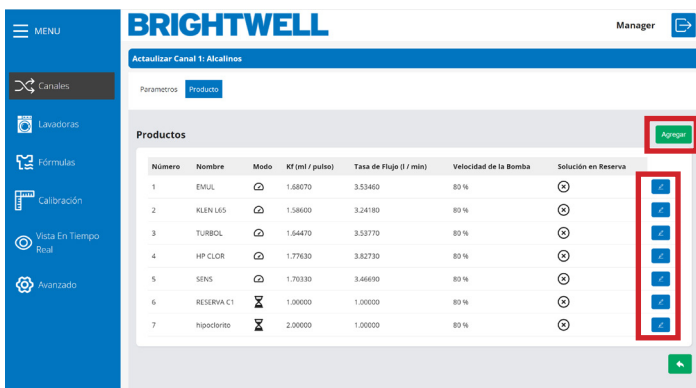 MENU
BRIGHTWELL
Manager
Actaulizar Canal 1: Alcalinos
Canales
Lavadoras
Fórmulas
Calibración
Vista En Tiempo
Real
Avanzado
Parametros Producto
Productos
Agregar
Número Nombre Modo Kf (ml / pulso) Tasa de Flujo (l / min) Velocidad de la Bomba Solución en Reserva
1 EMUL 1.68070 3.53460 80 %
2 KLEN L65 1.58600 3.24180 80 %
3 TURBOL 1.64470 3.53770 80 %
4 HP CLOR 1.77630 3.82730 80 %
5 SENS 1.70330 3.46690 80 %
6 RESERVA C1 1.00000 1.00000 80 %
7 hipoclorito 2.00000 1.00000 80 %